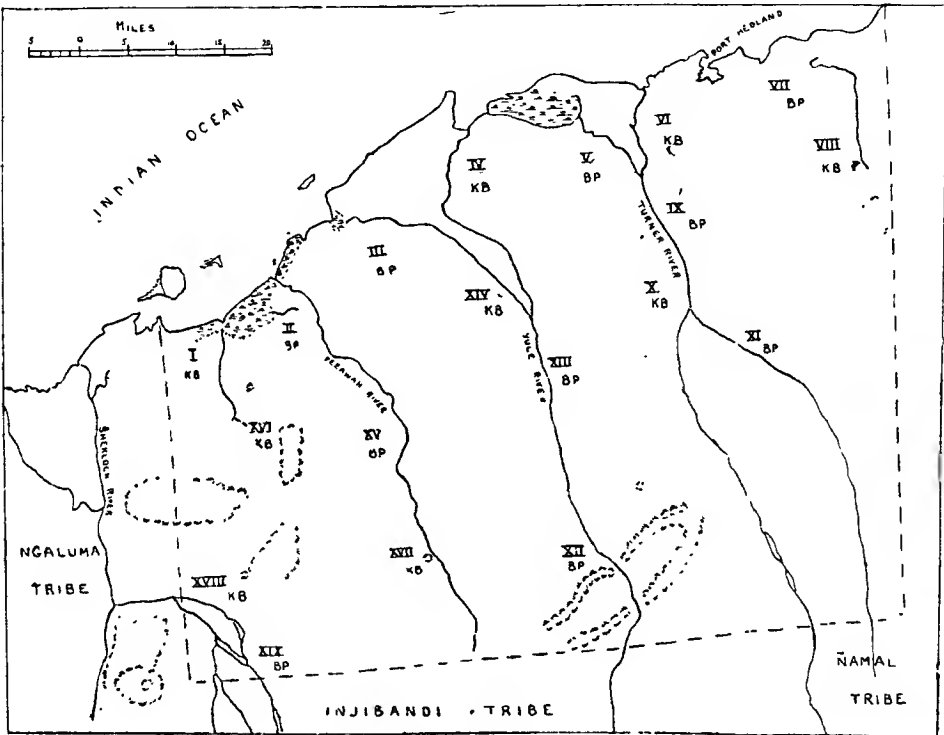 MILES
5 0 5 10 15 20
PORT HEDLAND
INDIAN OCEAN
VII
BP
VI
KB
VIII
KB
IV
KB
V
BP
IX
BP
TURNER RIVER
III
BP
X
KB
XIV
KB
II
BP
I
KB
XI
BP
YULE RIVER
XIII
BP
PEEAWAH RIVER
XVI
KB
XV
BP
SHERLOCK RIVER
NGALUMA
TRIBE
XVII
KB
XII
BP
XVIII
KB
XIX
BP
ÑAMAL
TRIBE
INJIBANDI TRIBE